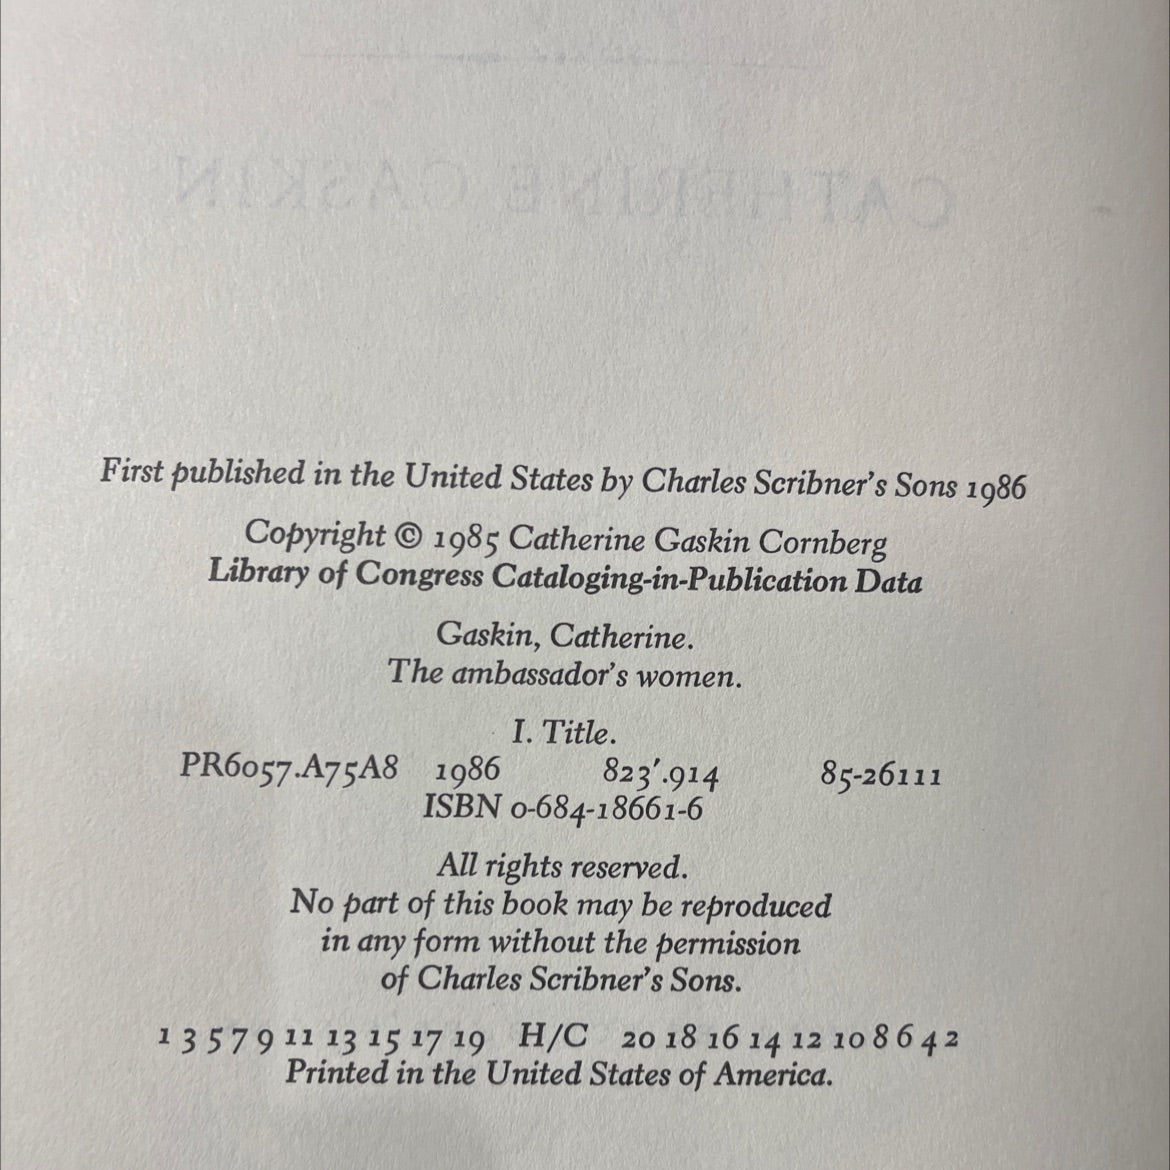 CATHERINE GASKIN
First published in the United States by Charles Scribner's Sons 1986
Copyright © 1985 Catherine Gaskin Cornberg
Library of Congress Cataloging-in-Publication Data
Gaskin, Catherine.
The ambassador's women.
I. Title.
PR6057.A75A8 1986 823′.914 85-26111
ISBN 0-684-18661-6
All rights reserved.
No part of this book may be reproduced
in any form without the permission
of Charles Scribner's Sons.
1 3 5 7 9 11 13 15 17 19 H/C 20 18 16 14 12 10 8 6 4 2
Printed in the United States of America.